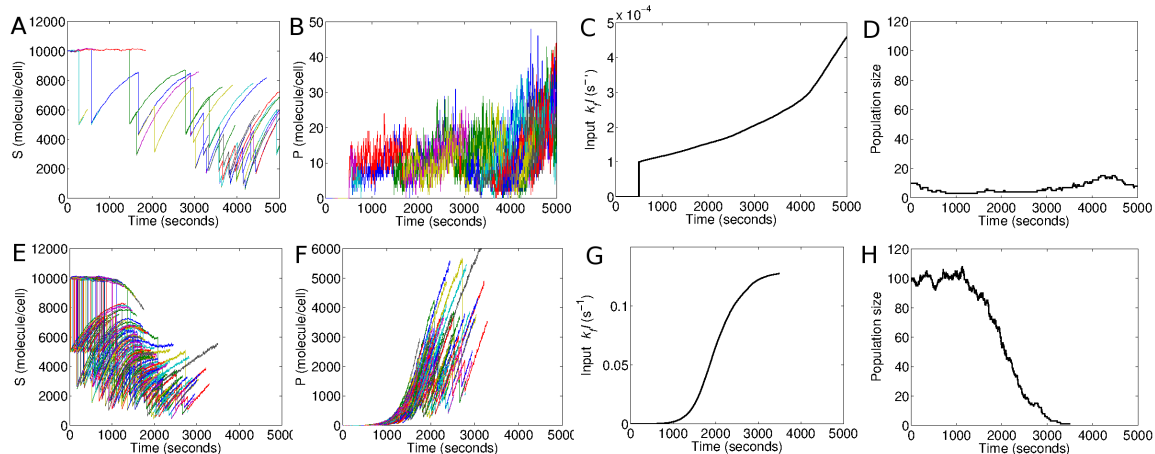 A
S (molecule/cell)
12000
10000
8000
6000
4000
2000
0
0 1000 2000 3000 4000 5000
Time (seconds)
B
P (molecule/cell)
50
40
30
20
10
0
0 1000 2000 3000 4000 5000
Time (seconds)
C
Input k_fI (s⁻¹)
× 10⁻⁴
5
4
3
2
1
0
0 1000 2000 3000 4000 5000
Time (seconds)
D
Population size
120
100
80
60
40
20
0
0 1000 2000 3000 4000 5000
Time (seconds)
E
S (molecule/cell)
12000
10000
8000
6000
4000
2000
0
0 1000 2000 3000 4000 5000
Time (seconds)
F
P (molecule/cell)
6000
5000
4000
3000
2000
1000
0
0 1000 2000 3000 4000 5000
Time (seconds)
G
Input k_fI (s⁻¹)
0.1
0.05
0
0 1000 2000 3000 4000 5000
Time (seconds)
H
Population size
120
100
80
60
40
20
0
0 1000 2000 3000 4000 5000
Time (seconds)